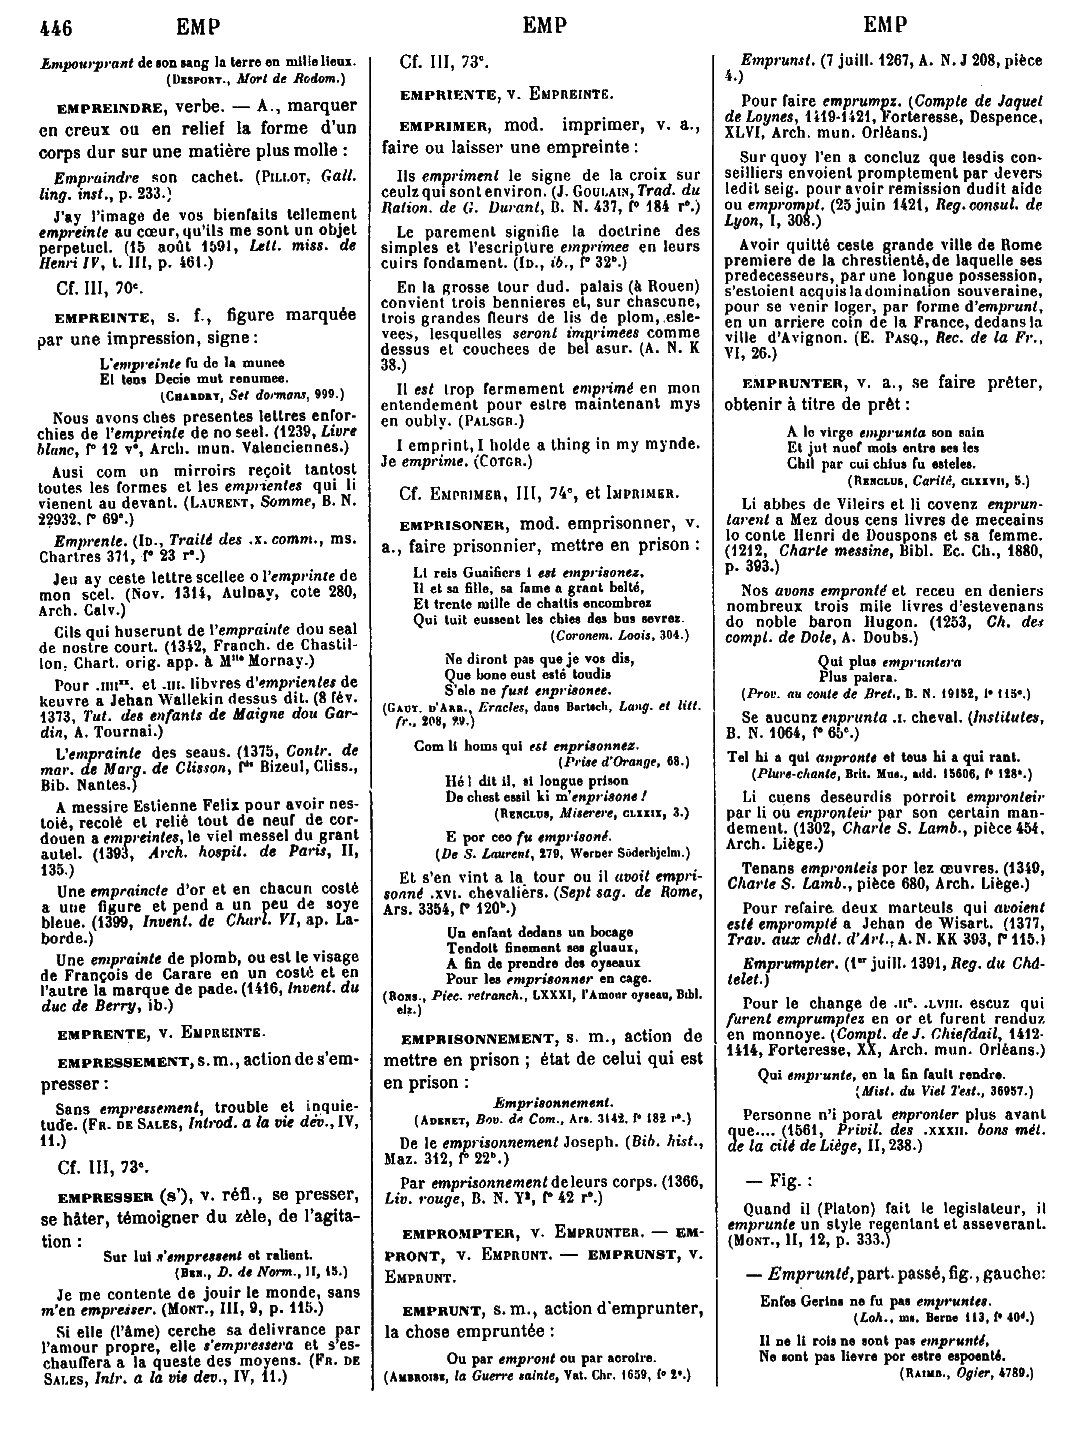 446 EMP EMP EMP
Empourprant de son sang la terre en mille lieux.
(DESPORT., Mort de Rodom.)
EMPREINDRE, verbe. — A., marquer
en creux ou en relief la forme d'un
corps dur sur une matière plus molle :
Empraindre son cachet. (PILLOT, Gall.
ling. inst., p. 233.)
J'ay l'image de vos bienfaits tellement
empreinte au cœur, qu'ils me sont un objet
perpetuel. (15 août 1591, Lett. miss. de
Henri IV, t. III, p. 461.)
Cf. III, 70c.
EMPREINTE, s. f., figure marquée
par une impression, signe :
L'empreinte fu de la munee
Et tens Decie mut renumee.
(CHARDRY, Set dormans, 999.)
Nous avons ches presentes lettres enfor-
chies de l'empreinte de no seel. (1239, Livre
blanc, f° 12 v°, Arch. mun. Valenciennes.)
Ausi com un mirroirs reçoit tantost
toutes les formes et les emprientes qui li
vienent au devant. (LAURENT, Somme, B. N.
22932, f° 69a.)
Emprente. (ID., Traité des .x. comm., ms.
Chartres 371, f° 23 r°.)
Jeu ay ceste lettre scellee o l'emprinte de
mon scel. (Nov. 1314, Aulnay, cote 280,
Arch. Calv.)
Cils qui huserunt de l'emprainte dou seal
de nostre court. (1342, Franch. de Chastil-
lon, Chart. orig. app. à Mlle Mornay.)
Pour .IIIIxx. et .III. libvres d'emprientes de
keuvre a Jehan Wallekin dessus dit. (8 fév.
1373, Tut. des enfants de Maigne dou Gar-
din, A. Tournai.)
L'emprainte des seaus. (1375, Contr. de
mar. de Marg. de Clisson, fds Bizeul, Cliss.,
Bib. Nantes.)
A messire Estienne Felix pour avoir nes-
toié, recolé et relié tout de neuf de cor-
douen a empreintes, le viel messel du grant
autel. (1393, Arch. hospit. de Paris, II,
135.)
Une empraincte d'or et en chacun costé
a une figure et pend a un peu de soye
bleue. (1399, Invent. de Charl. VI, ap. La-
borde.)
Une emprainte de plomb, ou est le visage
de François de Carare en un costé et en
l'autre la marque de pade. (1416, Invent. du
duc de Berry, ib.)
EMPRENTE, v. EMPREINTE.
EMPRESSEMENT, s. m., action de s'em-
presser :
Sans empressement, trouble et inquie-
tude. (FR. DE SALES, Introd. a la vie dev., IV,
11.)
Cf. III, 73c.
EMPRESSER (s'), v. réfl., se presser,
se hâter, témoigner du zèle, de l'agita-
tion :
Sur lui s'empressent et ralient.
(BEN., D. de Norm., II, 15.)
Je me contente de jouir le monde, sans
m'en empresser. (MONT., III, 9, p. 115.)
Si elle (l'âme) cerche sa delivrance par
l'amour propre, elle s'empressera et s'es-
chauffera a la queste des moyens. (FR. DE
SALES, Intr. a la vie dev., IV, 11.)
Cf. III, 73c.
EMPRIENTE, v. EMPREINTE.
EMPRIMER, mod. imprimer, v. a.,
faire ou laisser une empreinte :
Ils empriment le signe de la croix sur
ceulz qui sont environ. (J. GOULAIN, Trad. du
Ration. de G. Durant, B. N. 437, f° 184 r°.)
Le parement signifie la doctrine des
simples et l'escripture emprimee en leurs
cuirs fondament. (ID., ib., f° 32b.)
En la grosse tour dud. palais (à Rouen)
convient trois bennieres et, sur chascune,
trois grandes fleurs de lis de plom, esle-
vees, lesquelles seront imprimees comme
dessus et couchees de bel asur. (A. N. K
38.)
Il est trop fermement emprimé en mon
entendement pour estre maintenant mys
en oubly. (PALSGR.)
I emprint, I holde a thing in my mynde.
Je emprime. (COTGR.)
Cf. EMPRIMER, III, 74c, et IMPRIMER.
EMPRISONER, mod. emprisonner, v.
a., faire prisonnier, mettre en prison :
Li reis Guaifiers i est emprisonez,
Il et sa fille, sa fame a grant belté,
Et trente mille de chaitis encombrez
Qui tuit eussent les chies des bus sevrez.
(Coronem. Loois, 304.)
Ne diront pas que je vos dis,
Que bone eust esté toudis
S'ele ne fust enprisonee.
(GAUT. D'ARR., Eracles, dans Bartsch, Lang. et litt.
fr., 208, 29.)
Com li homs qui est enprisonnez.
(Prise d'Orange, 68.)
Hé ! dit il, si longue prison
De chest essil ki m'enprisone !
(RENCLUS, Miserere, CLXXIX, 3.)
E por ceo fu emprisoné.
(De S. Laurent, 279, Werner Söderhjelm.)
Et s'en vint a la tour ou il avoit empri-
sonné .XVI. chevaliers. (Sept sag. de Rome,
Ars. 3354, f° 120b.)
Un enfant dedans un bocage
Tendoit finement ses gluaux,
A fin de prendre des oyseaux
Pour les emprisonner en cage.
(RONS., Piec. retranch., LXXXI, l'Amour oyseau, Bibl.
elz.)
EMPRISONNEMENT, s. m., action de
mettre en prison ; état de celui qui est
en prison :
Emprisonnement.
(ADENET, Bov. de Com., Ars. 3142, f° 182 r°.)
De le emprisonnement Joseph. (Bib. hist.,
Maz. 312, f° 22b.)
Par emprisonnement de leurs corps. (1366,
Liv. rouge, B. N. Y2, f° 42 r°.)
EMPROMPTER, v. EMPRUNTER. — EM-
PRONT, v. EMPRUNT. — EMPRUNST, v.
EMPRUNT.
EMPRUNT, s. m., action d'emprunter,
la chose empruntée :
Ou par empront ou par acroire.
(AMBROISE, la Guerre sainte, Vat. Chr. 1659, f° 2a.)
Emprunst. (7 juill. 1267, A. N. J 208, pièce
4.)
Pour faire emprumpz. (Compte de Jaquet
de Loynes, 1419-1421, Forteresse, Despence,
XLVI, Arch. mun. Orléans.)
Sur quoy l'en a concluz que lesdis con-
seilliers envoient promptement par devers
ledit seig. pour avoir remission dudit aide
ou emprompt. (25 juin 1421, Reg. consul. de
Lyon, I, 308.)
Avoir quitté ceste grande ville de Rome
premiere de la chrestienté, de laquelle ses
predecesseurs, par une longue possession,
s'estoient acquis la domination souveraine,
pour se venir loger, par forme d'emprunt,
en un arriere coin de la France, dedans la
ville d'Avignon. (E. PASQ., Rec. de la Fr.,
VI, 26.)
EMPRUNTER, v. a., se faire prêter,
obtenir à titre de prêt :
A le virge emprunta son sain
Et jut nuef mois entre ses les
Chil par cui chius fu esteles.
(RENCLUS, Carité, CLXXVII, 5.)
Li abbes de Vileirs et li covenz enprun-
tarent a Mez dous cens livres de meceains
lo conte Henri de Douspons et sa femme.
(1212, Charte messine, Bibl. Ec. Ch., 1880,
p. 393.)
Nos avons empronté et receu en deniers
nombreux trois mile livres d'estevenans
do noble baron Hugon. (1253, Ch. des
compl. de Dole, A. Doubs.)
Qui plus empruntera
Plus paiera.
(Prov. au conte de Bret., B. N. 19152, f° 115a.)
Se aucunz enprunta .I. cheval. (Institutes,
B. N. 1064, f° 65c.)
Tel hi a qui anpronte et teus hi a qui rant.
(Plure-chante, Brit. Mus., add. 15606, f° 128a.)
Li cuens deseurdis porroit empronteir
par li ou enpronteir par son certain man-
dement. (1302, Charte S. Lamb., pièce 454,
Arch. Liège.)
Tenans empronteis por lez œuvres. (1349,
Charte S. Lamb., pièce 680, Arch. Liège.)
Pour refaire deux marteuls qui avoient
esté emprompté a Jehan de Wisart. (1377,
Trav. aux chât. d'Art., A. N. KK 393, f° 115.)
Emprumpter. (1er juill. 1391, Reg. du Châ-
telet.)
Pour le change de .IIc. .LVIII. escuz qui
furent emprumptez en or et furent renduz
en monnoye. (Compt. de J. Chiefdail, 1412-
1414, Forteresse, XX, Arch. mun. Orléans.)
Qui emprunte, en la fin fault rendre.
(Mist. du Viel Test., 36957.)
Personne n'i porat enpronter plus avant
que.... (1561, Privil. des .XXXII. bons mét.
de la cité de Liège, II, 238.)
— Fig. :
Quand il (Platon) fait le legislateur, il
emprunte un style regentant et asseverant.
(MONT., II, 12, p. 333.)
— Emprunté, part. passé, fig., gauche :
Enfes Gerins ne fu pas empruntes.
(Loh., ms. Berne 113, f° 40d.)
Il ne li rois ne sont pas emprunté,
Ne sont pas lievre por estre espoenté.
(RAIMB., Ogier, 4789.)